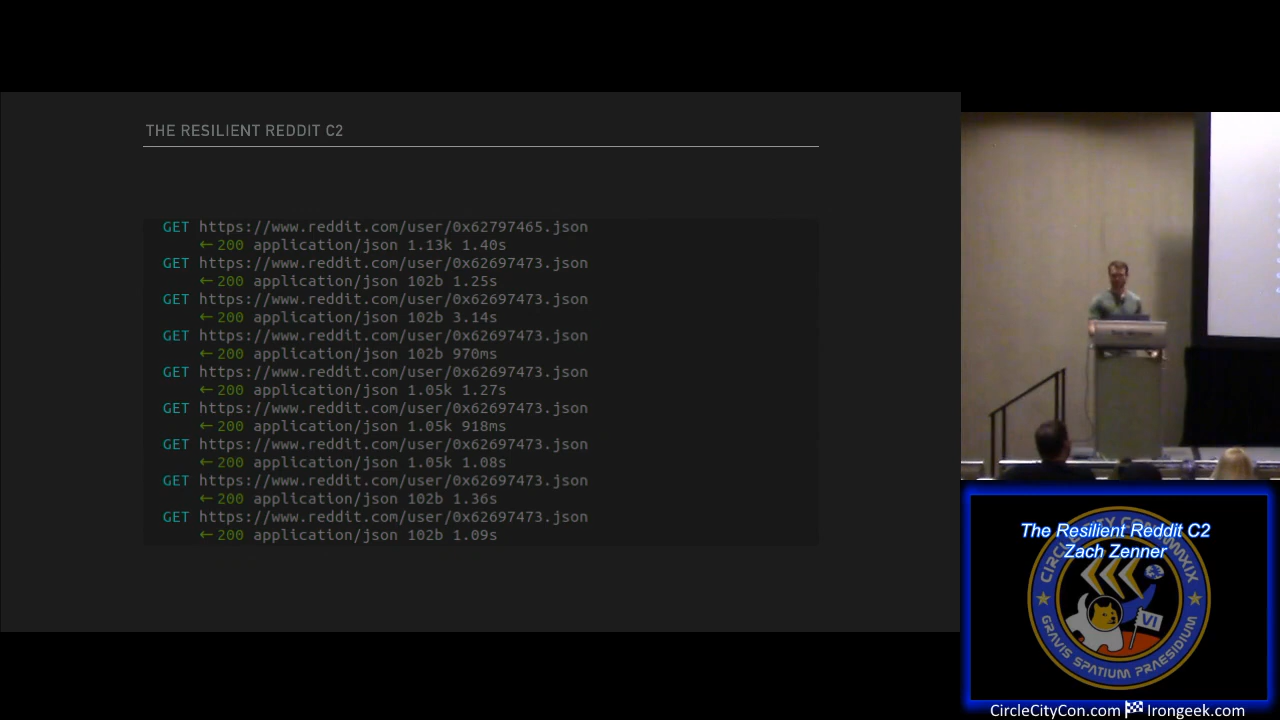 THE RESILIENT REDDIT C2
GET https://www.reddit.com/user/0x62797465.json
←200 application/json 1.13k 1.40s
GET https://www.reddit.com/user/0x62697473.json
←200 application/json 102b 1.25s
GET https://www.reddit.com/user/0x62697473.json
←200 application/json 102b 3.14s
GET https://www.reddit.com/user/0x62697473.json
←200 application/json 102b 970ms
GET https://www.reddit.com/user/0x62697473.json
←200 application/json 1.05k 1.27s
GET https://www.reddit.com/user/0x62697473.json
←200 application/json 1.05k 918ms
GET https://www.reddit.com/user/0x62697473.json
←200 application/json 1.05k 1.08s
GET https://www.reddit.com/user/0x62697473.json
←200 application/json 102b 1.36s
GET https://www.reddit.com/user/0x62697473.json
←200 application/json 102b 1.09s
The Resilient Reddit C2
Zach Zenner
CIRCLE CITY CON MMXIX
VI
GRAVIS SPATIUM PRAESIDIUM
CircleCityCon.com Irongeek.com